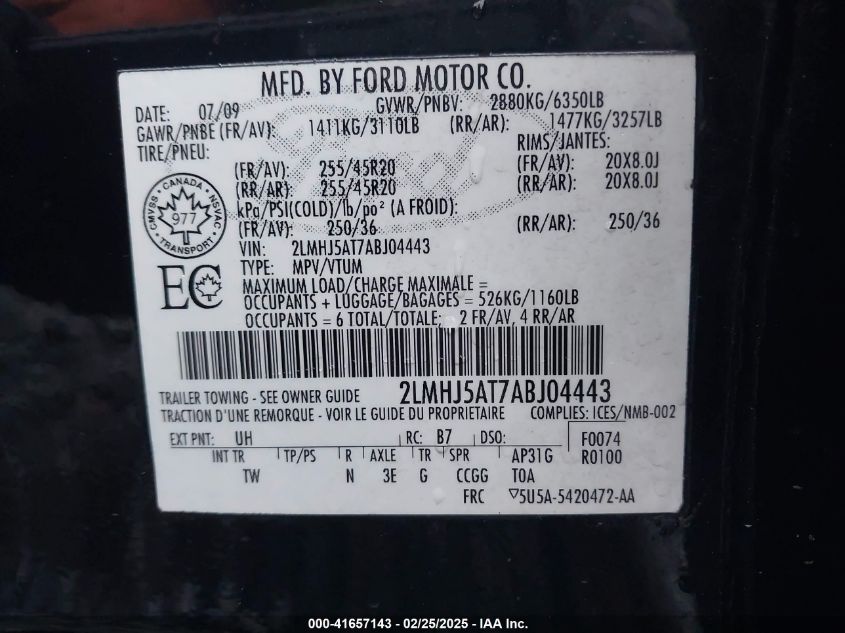 MFD. BY FORD MOTOR CO.
DATE: 07/09 GVWR/PNBV: 2880KG/6350LB
GAWR/PNBE (FR/AV): 1411KG/3110LB (RR/AR): 1477KG/3257LB
TIRE/PNEU: RIMS/JANTES:
(FR/AV): 255/45R20 (FR/AV): 20X8.0J
(RR/AR): 255/45R20 (RR/AR): 20X8.0J
kPa/PSI(COLD)/lb/po² (A FROID):
(FR/AV): 250/36 (RR/AR): 250/36
VIN: 2LMHJ5AT7ABJ04443
TYPE: MPV/VTUM
MAXIMUM LOAD/CHARGE MAXIMALE =
OCCUPANTS + LUGGAGE/BAGAGES = 526KG/1160LB
OCCUPANTS = 6 TOTAL/TOTALE; 2 FR/AV, 4 RR/AR
CANADA
CMVSS NSVAC
977
TRANSPORT
EC
TRAILER TOWING - SEE OWNER GUIDE 2LMHJ5AT7ABJ04443
TRACTION D'UNE REMORQUE - VOIR LE GUIDE DU PROPRIETAIRE COMPLIES: ICES/NMB-002
EXT PNT: UH RC: B7 DSO: F0074
INT TR TP/PS R AXLE TR SPR AP31G R0100
TW N 3E G CCGG TOA
FRC 5U5A-5420472-AA
Ford
000-41657143 - 02/25/2025 - IAA Inc.